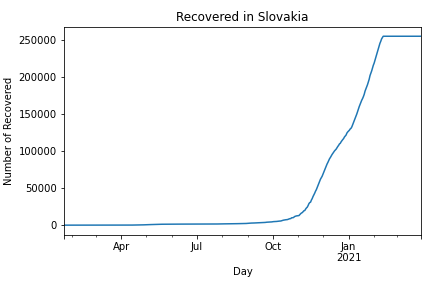 Recovered in Slovakia
Number of Recovered
250000
200000
150000
100000
50000
0
Apr
Jul
Oct
Jan
2021
Day